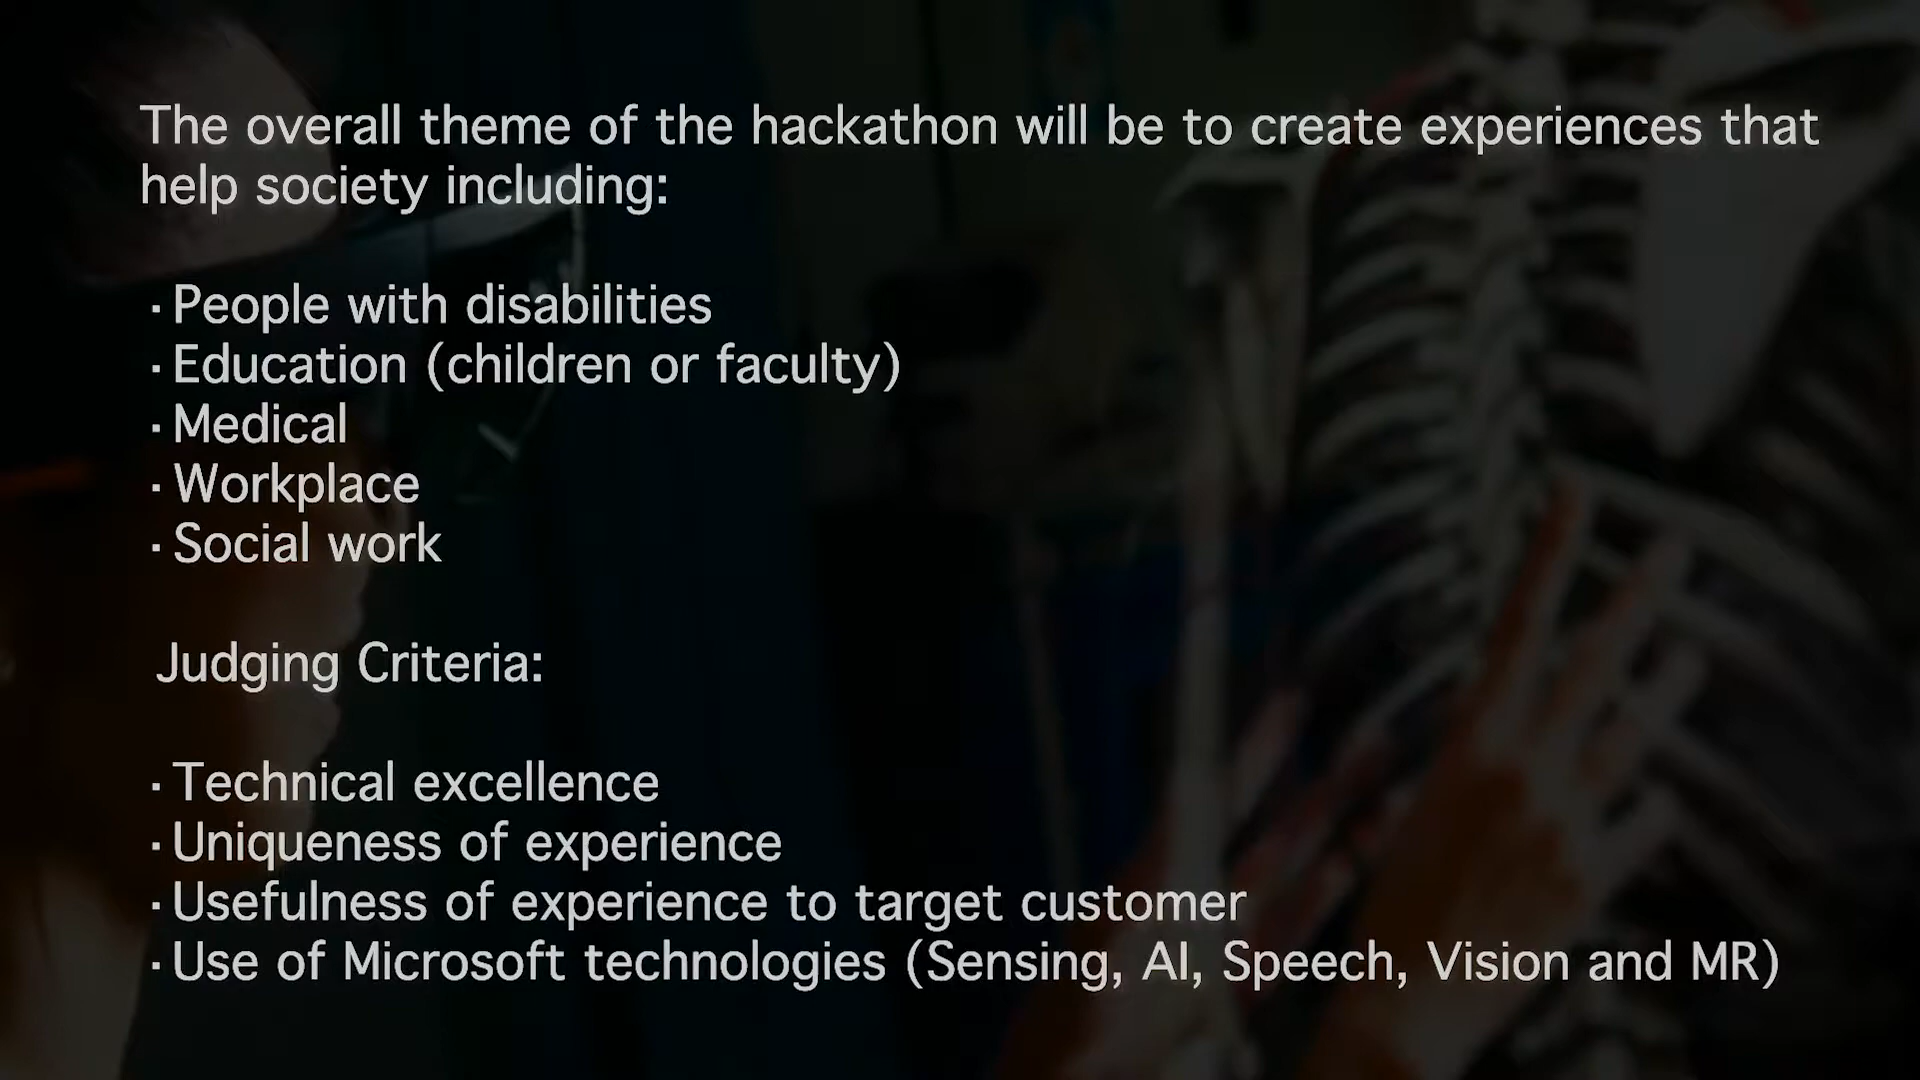 The overall theme of the hackathon will be to create experiences that
help society including:
· People with disabilities
· Education (children or faculty)
· Medical
· Workplace
· Social work
Judging Criteria:
· Technical excellence
· Uniqueness of experience
· Usefulness of experience to target customer
· Use of Microsoft technologies (Sensing, AI, Speech, Vision and MR)